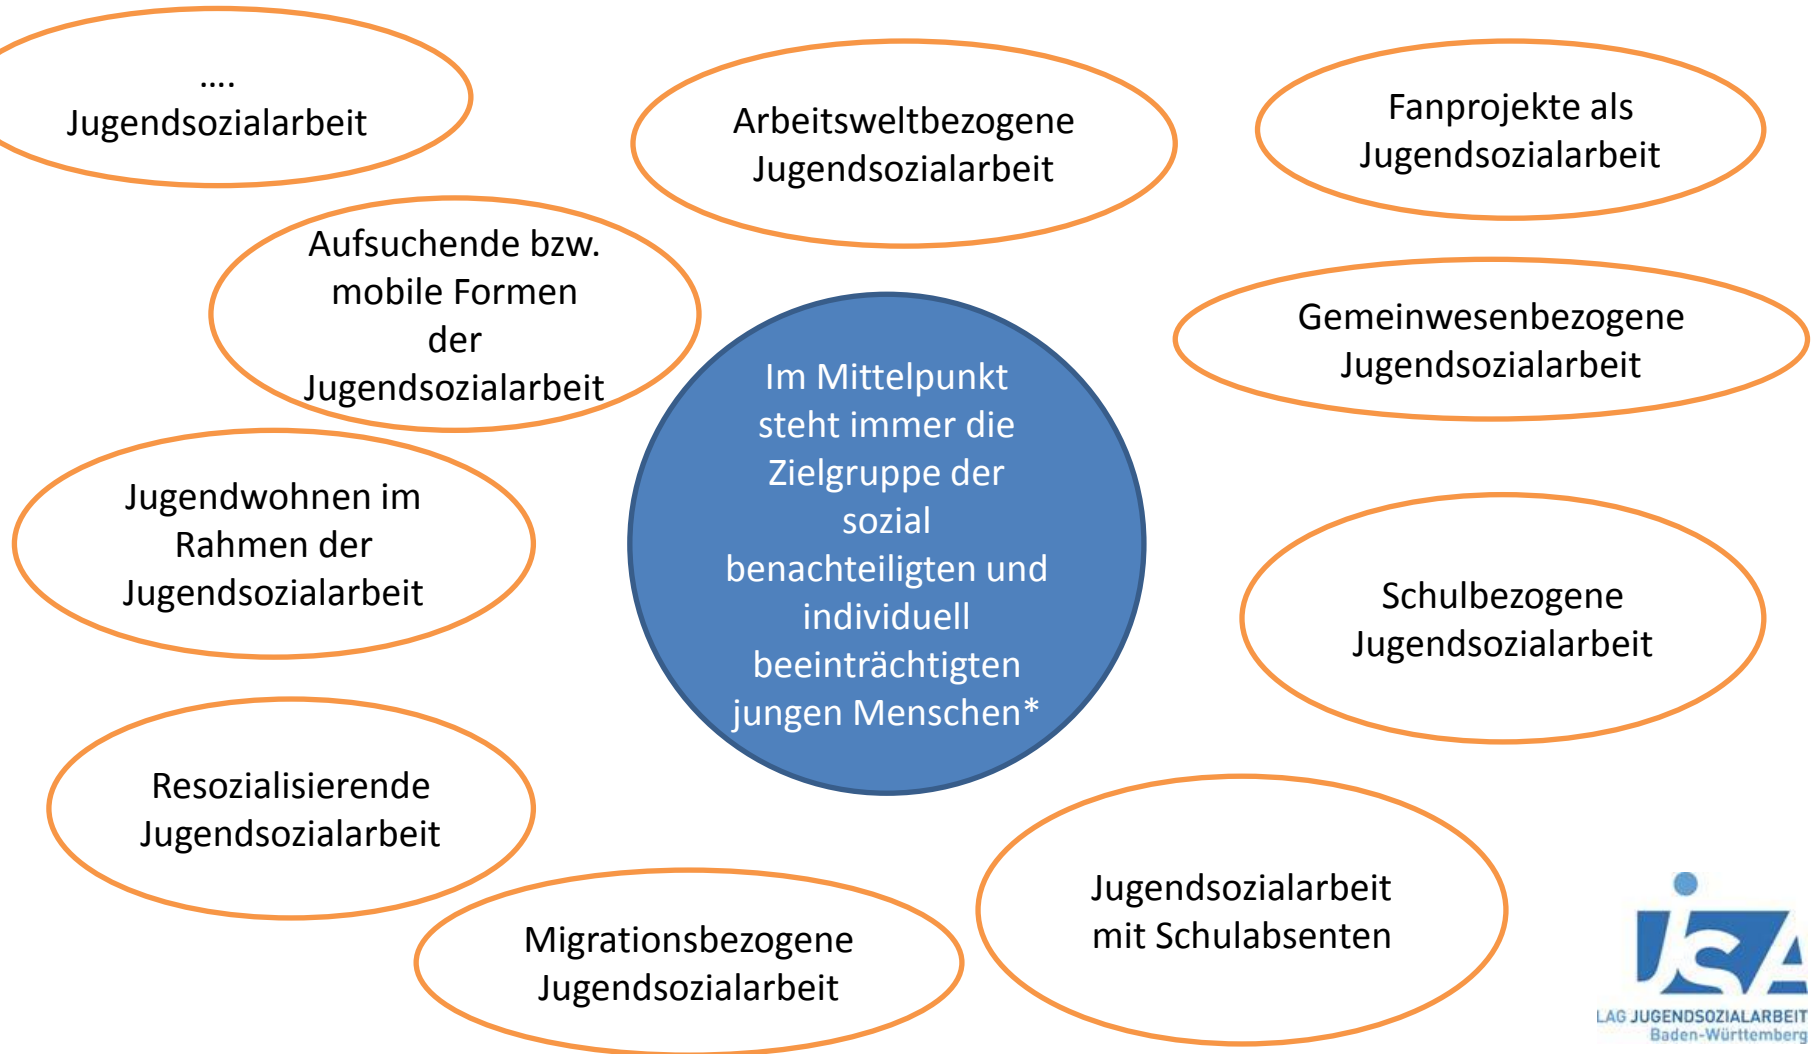 ....
Jugendsozialarbeit
Arbeitsweltbezogene
Jugendsozialarbeit
Fanprojekte als
Jugendsozialarbeit
Aufsuchende bzw.
mobile Formen
der
Jugendsozialarbeit
Gemeinwesenbezogene
Jugendsozialarbeit
Im Mittelpunkt
steht immer die
Zielgruppe der
sozial
benachteiligten und
individuell
beeinträchtigten
jungen Menschen*
Jugendwohnen im
Rahmen der
Jugendsozialarbeit
Schulbezogene
Jugendsozialarbeit
Resozialisierende
Jugendsozialarbeit
Migrationsbezogene
Jugendsozialarbeit
Jugendsozialarbeit
mit Schulabsenten
jSA
LAG JUGENDSOZIALARBEIT
Baden-Württemberg